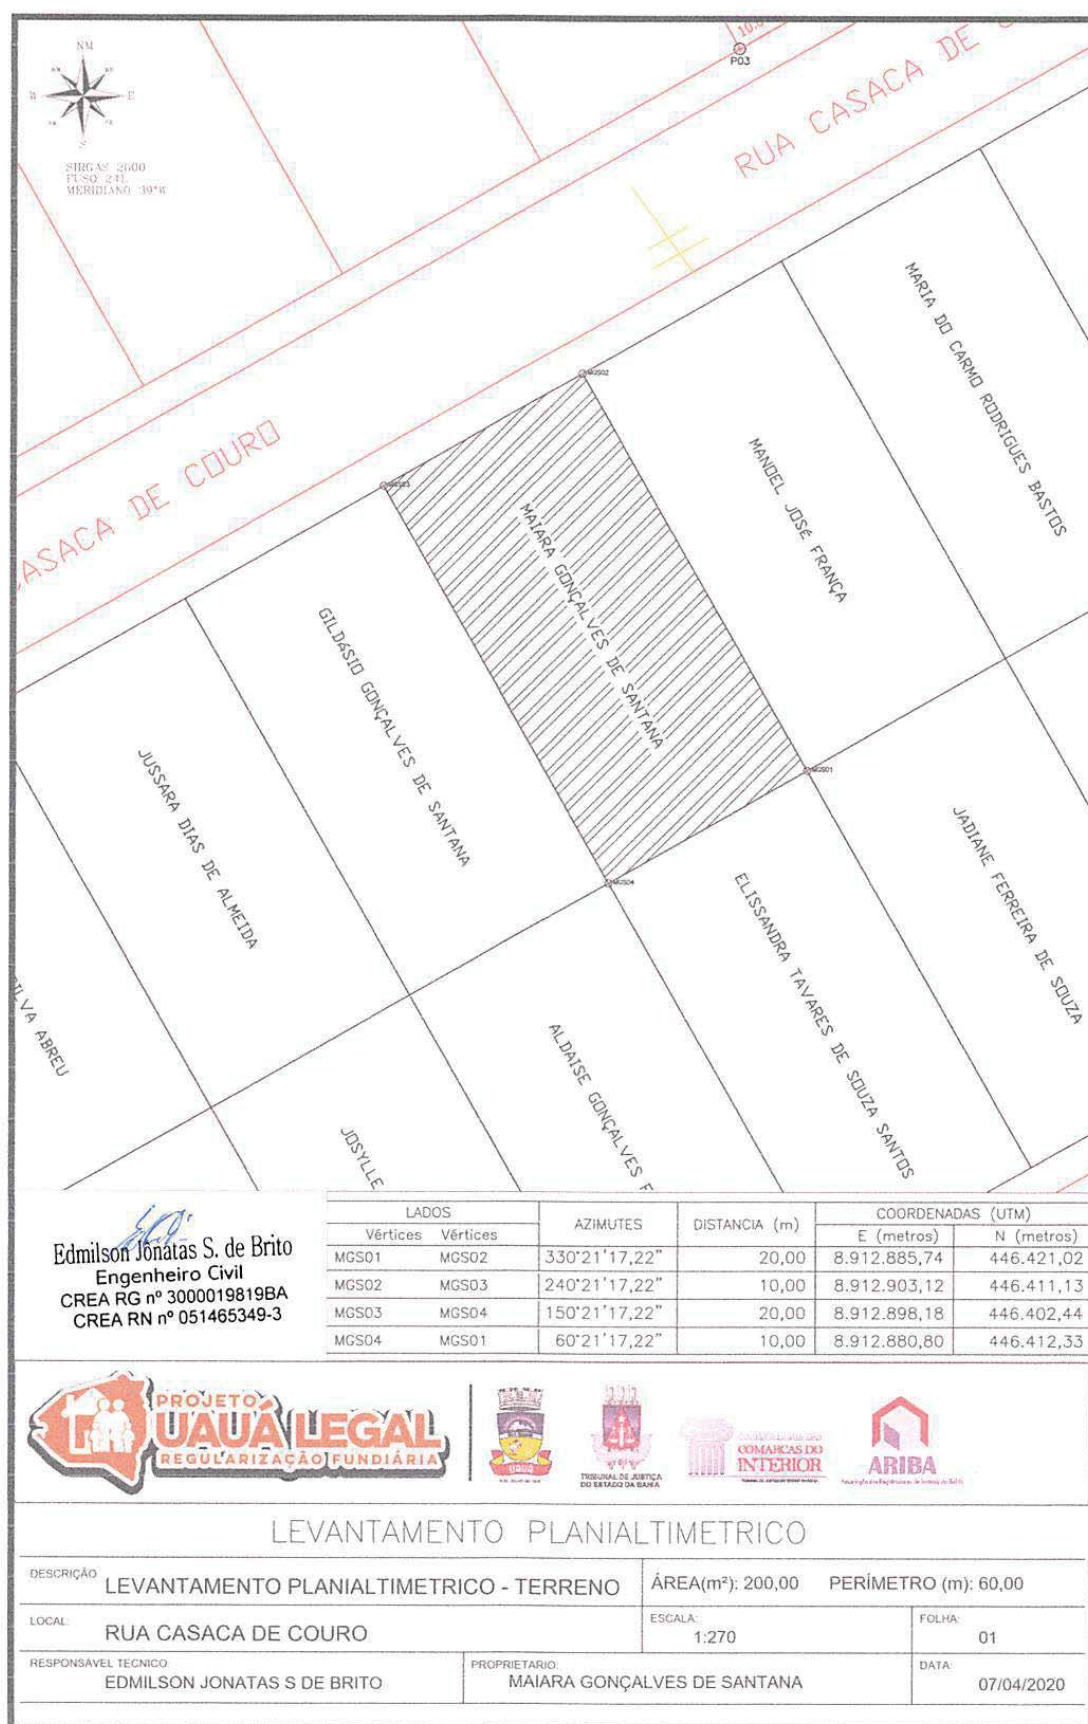 NM
E
S
SIRGAS 2000
FUSO 24L
MERIDIANO 39°W
P03
RUA CASACA DE
CASACA DE COURO
MGS02
MGS03
MGS01
MGS04
MARIA DO CARMO RODRIGUES BASTOS
MANOEL JOSÉ FRANÇA
MAIARA GONÇALVES DE SANTANA
GILDÁSIO GONÇALVES DE SANTANA
JUSSARA DIAS DE ALMEIDA
ILVA ABREU
JADIANE FERREIRA DE SOUZA
ELISSANDRA TAVARES DE SOUZA SANTOS
ALDAISE GONÇALVES F
JOSYLLE
Edmilson Jônatas S. de Brito
Engenheiro Civil
CREA RG nº 3000019819BA
CREA RN nº 051465349-3
LADOS AZIMUTES DISTANCIA (m) COORDENADAS (UTM)
Vértices Vértices E (metros) N (metros)
MGS01 MGS02 330°21'17,22" 20,00 8.912.885,74 446.421,02
MGS02 MGS03 240°21'17,22" 10,00 8.912.903,12 446.411,13
MGS03 MGS04 150°21'17,22" 20,00 8.912.898,18 446.402,44
MGS04 MGS01 60°21'17,22" 10,00 8.912.880,80 446.412,33
PROJETO
UAUÁ LEGAL
REGULARIZAÇÃO FUNDIÁRIA
UAUÁ
TRIBUNAL DE JUSTIÇA
DO ESTADO DA BAHIA
COMARCAS DO
INTERIOR
ARIBA
LEVANTAMENTO PLANIALTIMETRICO
DESCRIÇÃO LEVANTAMENTO PLANIALTIMETRICO - TERRENO ÁREA(m²): 200,00 PERÍMETRO (m): 60,00
LOCAL: RUA CASACA DE COURO ESCALA: 1:270 FOLHA: 01
RESPONSÁVEL TECNICO: EDMILSON JONATAS S DE BRITO PROPRIETARIO: MAIARA GONÇALVES DE SANTANA DATA: 07/04/2020